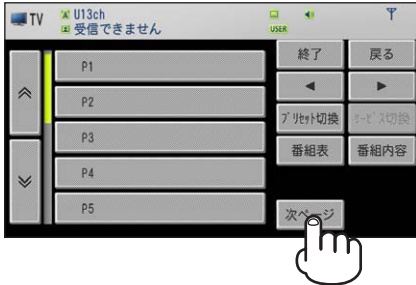 TV
U13ch
受信できません
USER
終了
戻る
P1
P2
プリセット切換
サービス切換
P3
番組表
番組内容
P4
P5
次ページ